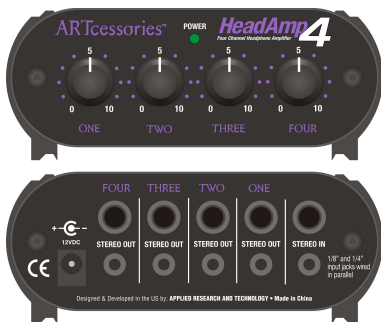 ARTcessories™ POWER HeadAmp4
Four Channel Headphone Amplifier
5 5 5 5
0 10 0 10 0 10 0 10
ONE TWO THREE FOUR
FOUR THREE TWO ONE
+ -
12VDC STEREO OUT STEREO OUT STEREO OUT STEREO OUT STEREO IN
CE
1/8" and 1/4"
input jacks wired
in parallel
Designed & Developed in the US by: APPLIED RESEARCH AND TECHNOLOGY • Made in China